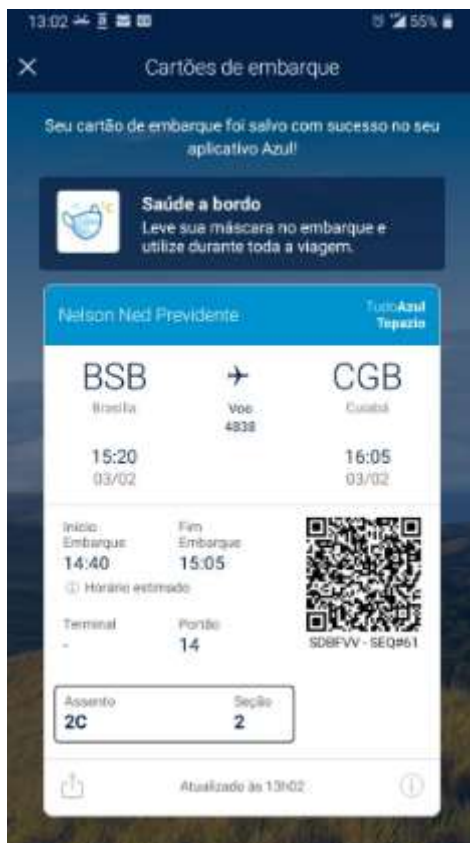 13:02
55%
Cartões de embarque
Seu cartão de embarque foi salvo com sucesso no seu
aplicativo Azul!
Saúde a bordo
Leve sua máscara no embarque e
utilize durante toda a viagem.
Nelson Ned Previdente
TudoAzul
Topazio
BSB
CGB
Brasília
Voo
Cuiabá
4838
15:20
16:05
03/02
03/02
Início
Embarque
Fim
Embarque
14:40
15:05
Horário estimado
Terminal
Portão
-
14
SDBFVV - SEQ#61
Assento
Seção
2C
2
Atualizado às 13h02